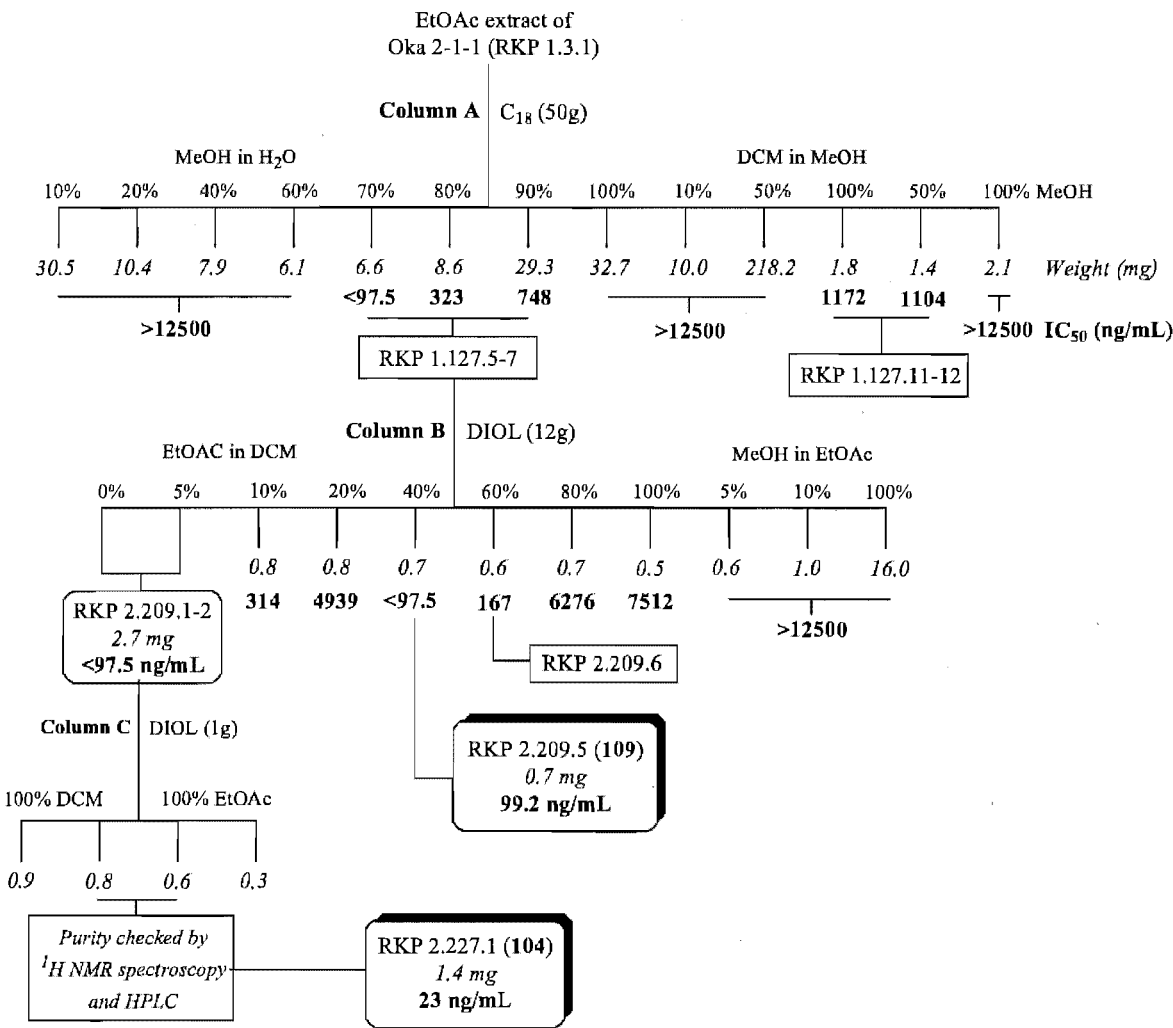 EtOAc extract of
Oka 2-1-1 (RKP 1.3.1)
Column A C18 (50g)
MeOH in H2O DCM in MeOH
10% 20% 40% 60% 70% 80% 90% 100% 10% 50% 100% 50% 100% MeOH
30.5 10.4 7.9 6.1 6.6 8.6 29.3 32.7 10.0 218.2 1.8 1.4 2.1 Weight (mg)
<97.5 323 748 1172 1104
>12500 >12500 >12500 IC50 (ng/mL)
RKP 1.127.5-7 RKP 1.127.11-12
Column B DIOL (12g)
EtOAC in DCM MeOH in EtOAc
0% 5% 10% 20% 40% 60% 80% 100% 5% 10% 100%
0.8 0.8 0.7 0.6 0.7 0.5 0.6 1.0 16.0
314 4939 <97.5 167 6276 7512
>12500
RKP 2.209.1-2
2.7 mg
<97.5 ng/mL
RKP 2.209.6
Column C DIOL (1g)
RKP 2.209.5 (109)
0.7 mg
99.2 ng/mL
100% DCM 100% EtOAc
0.9 0.8 0.6 0.3
Purity checked by
1H NMR spectroscopy
and HPLC
RKP 2.227.1 (104)
1.4 mg
23 ng/mL